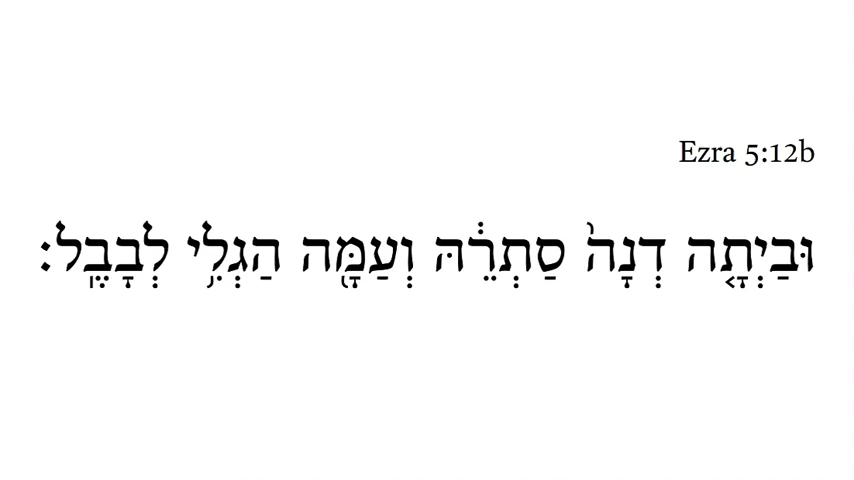 Ezra 5:12b
וּבַיְתָ֤ה דְנָה֙ סַתְרֵ֔הּ וְעַמָּ֖ה הַגְלִ֥י לְבָבֶֽל׃